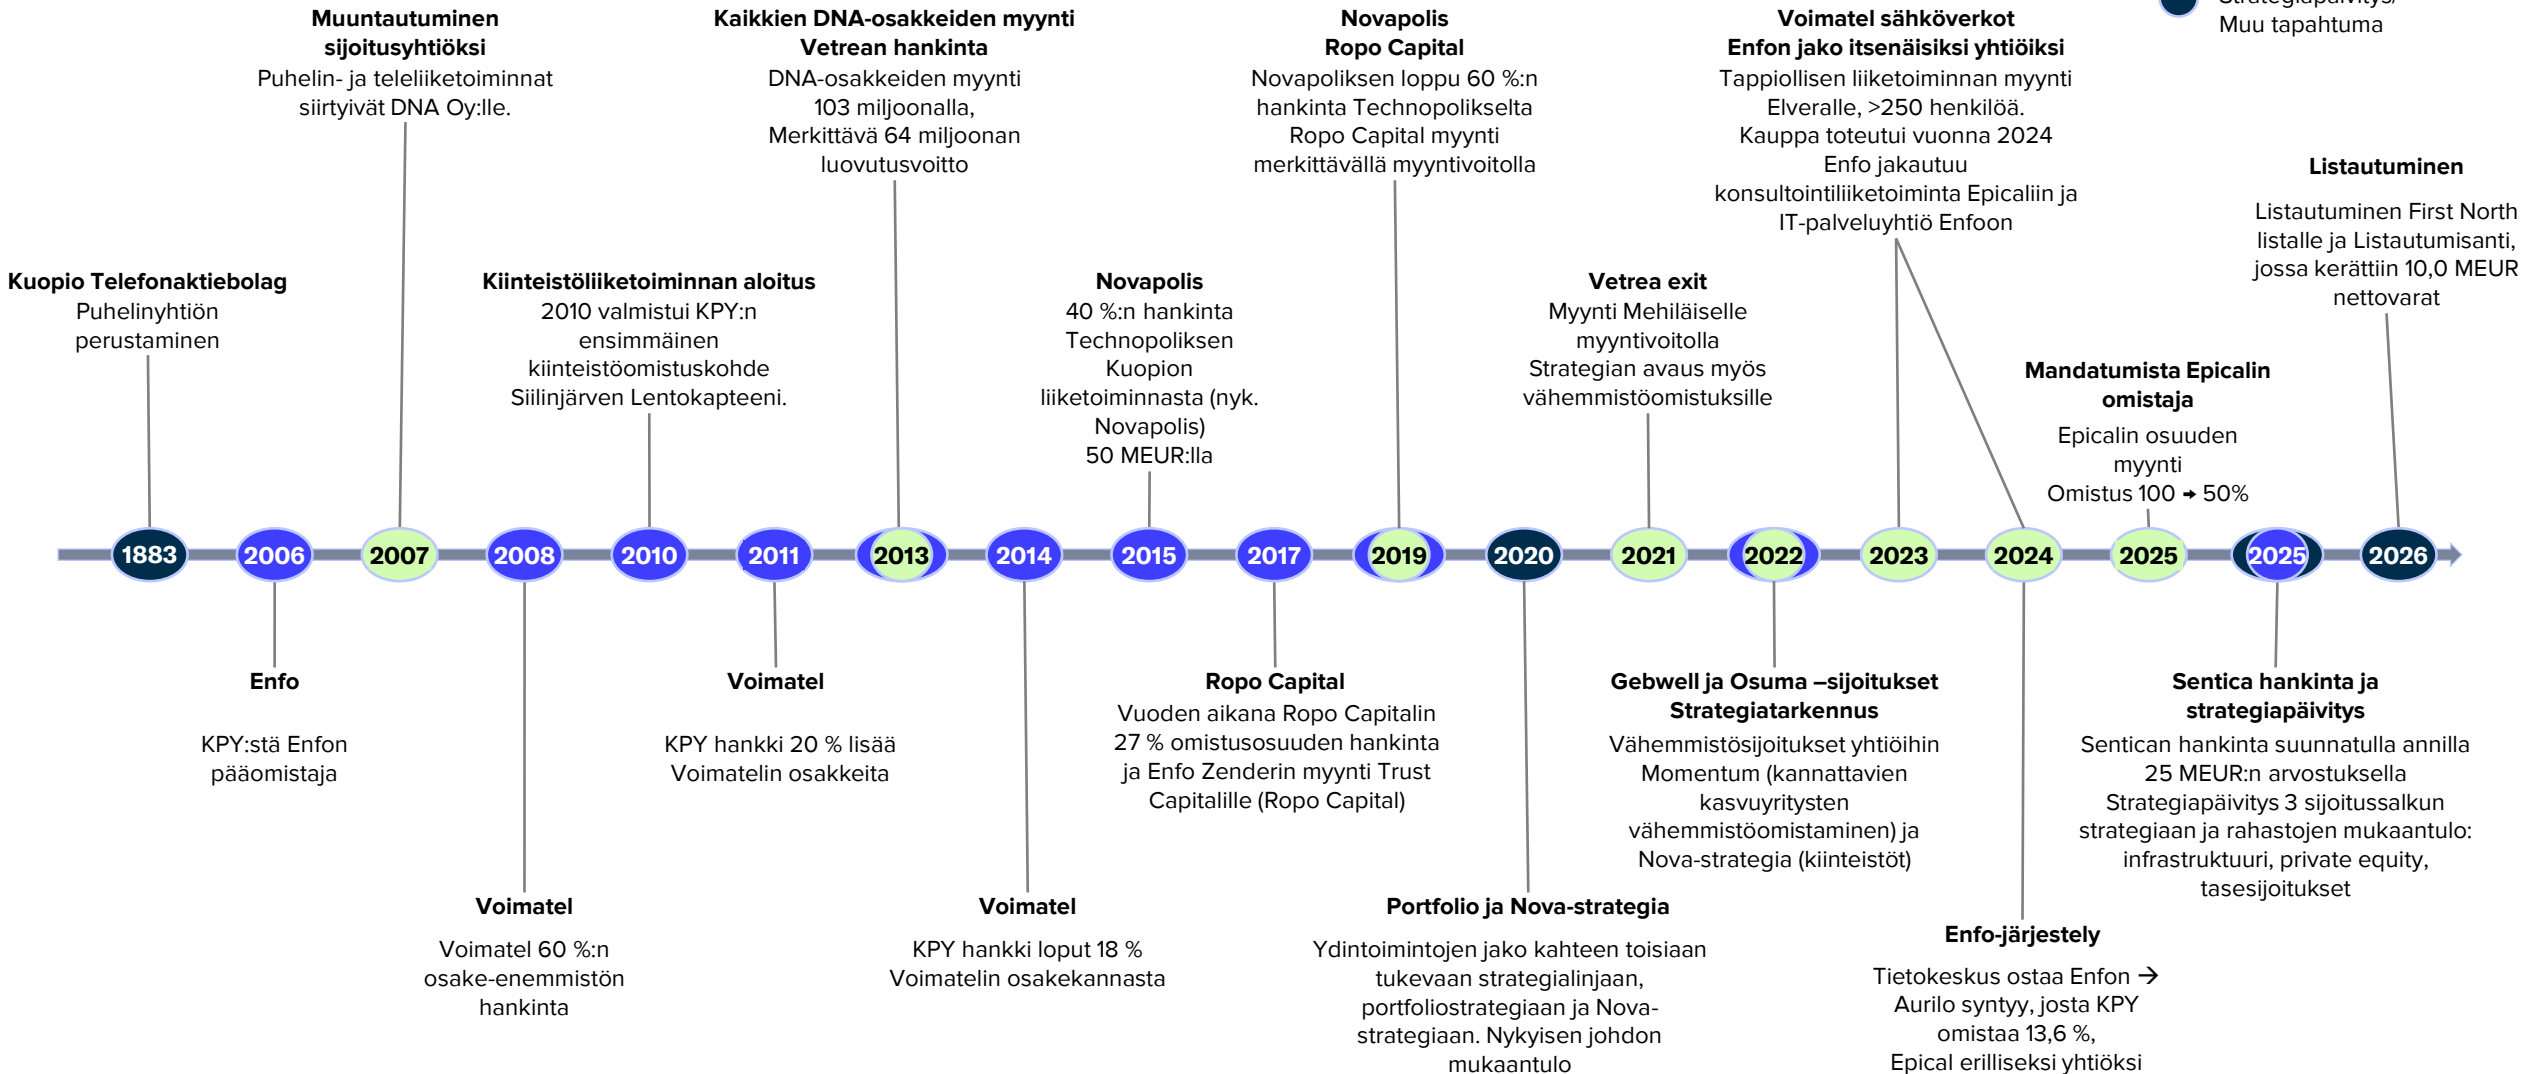 Strategiapäivitys/
Muu tapahtuma
Muuntautuminen
sijoitusyhtiöksi
Puhelin- ja teleliiketoiminnat
siirtyivät DNA Oy:lle.
Kaikkien DNA-osakkeiden myynti
Vetrean hankinta
DNA-osakkeiden myynti
103 miljoonalla,
Merkittävä 64 miljoonan
luovutusvoitto
Novapolis
Ropo Capital
Novapoliksen loppu 60 %:n
hankinta Technopolikselta
Ropo Capital myynti
merkittävällä myyntivoitolla
Voimatel sähköverkot
Enfon jako itsenäisiksi yhtiöiksi
Tappiollisen liiketoiminnan myynti
Elveralle, >250 henkilöä.
Kauppa toteutui vuonna 2024
Enfo jakautuu
konsultointiliiketoiminta Epicaliin ja
IT-palveluyhtiö Enfoon
Listautuminen
Listautuminen First North
listalle ja Listautumisanti,
jossa kerättiin 10,0 MEUR
nettovarat
Kuopio Telefonaktiebolag
Puhelinyhtiön
perustaminen
Kiinteistöliiketoiminnan aloitus
2010 valmistui KPY:n
ensimmäinen
kiinteistöomistuskohde
Siilinjärven Lentokapteeni.
Novapolis
40 %:n hankinta
Technopoliksen
Kuopion
liiketoiminnasta (nyk.
Novapolis)
50 MEUR:lla
Vetrea exit
Myynti Mehiläiselle
myyntivoitolla
Strategian avaus myös
vähemmistöomistuksille
Mandatumista Epicalin
omistaja
Epicalin osuuden
myynti
Omistus 100 → 50%
1883
2006
2007
2008
2010
2011
2013
2014
2015
2017
2019
2020
2021
2022
2023
2024
2025
2025
2026
Enfo
KPY:stä Enfon
pääomistaja
Voimatel
KPY hankki 20 % lisää
Voimatelin osakkeita
Ropo Capital
Vuoden aikana Ropo Capitalin
27 % omistusosuuden hankinta
ja Enfo Zenderin myynti Trust
Capitalille (Ropo Capital)
Gebwell ja Osuma –sijoitukset
Strategiatarkennus
Vähemmistösijoitukset yhtiöihin
Momentum (kannattavien
kasvuyritysten
vähemmistöomistaminen) ja
Nova-strategia (kiinteistöt)
Sentica hankinta ja
strategiapäivitys
Sentican hankinta suunnatulla annilla
25 MEUR:n arvostuksella
Strategiapäivitys 3 sijoitussalkun
strategiaan ja rahastojen mukaantulo:
infrastruktuuri, private equity,
tasesijoitukset
Voimatel
Voimatel 60 %:n
osake-enemmistön
hankinta
Voimatel
KPY hankki loput 18 %
Voimatelin osakekannasta
Portfolio ja Nova-strategia
Ydintoimintojen jako kahteen toisiaan
tukevaan strategialinjaan,
portfoliostrategiaan ja Nova-
strategiaan. Nykyisen johdon
mukaantulo
Enfo-järjestely
Tietokeskus ostaa Enfon →
Aurilo syntyy, josta KPY
omistaa 13,6 %,
Epical erilliseksi yhtiöksi